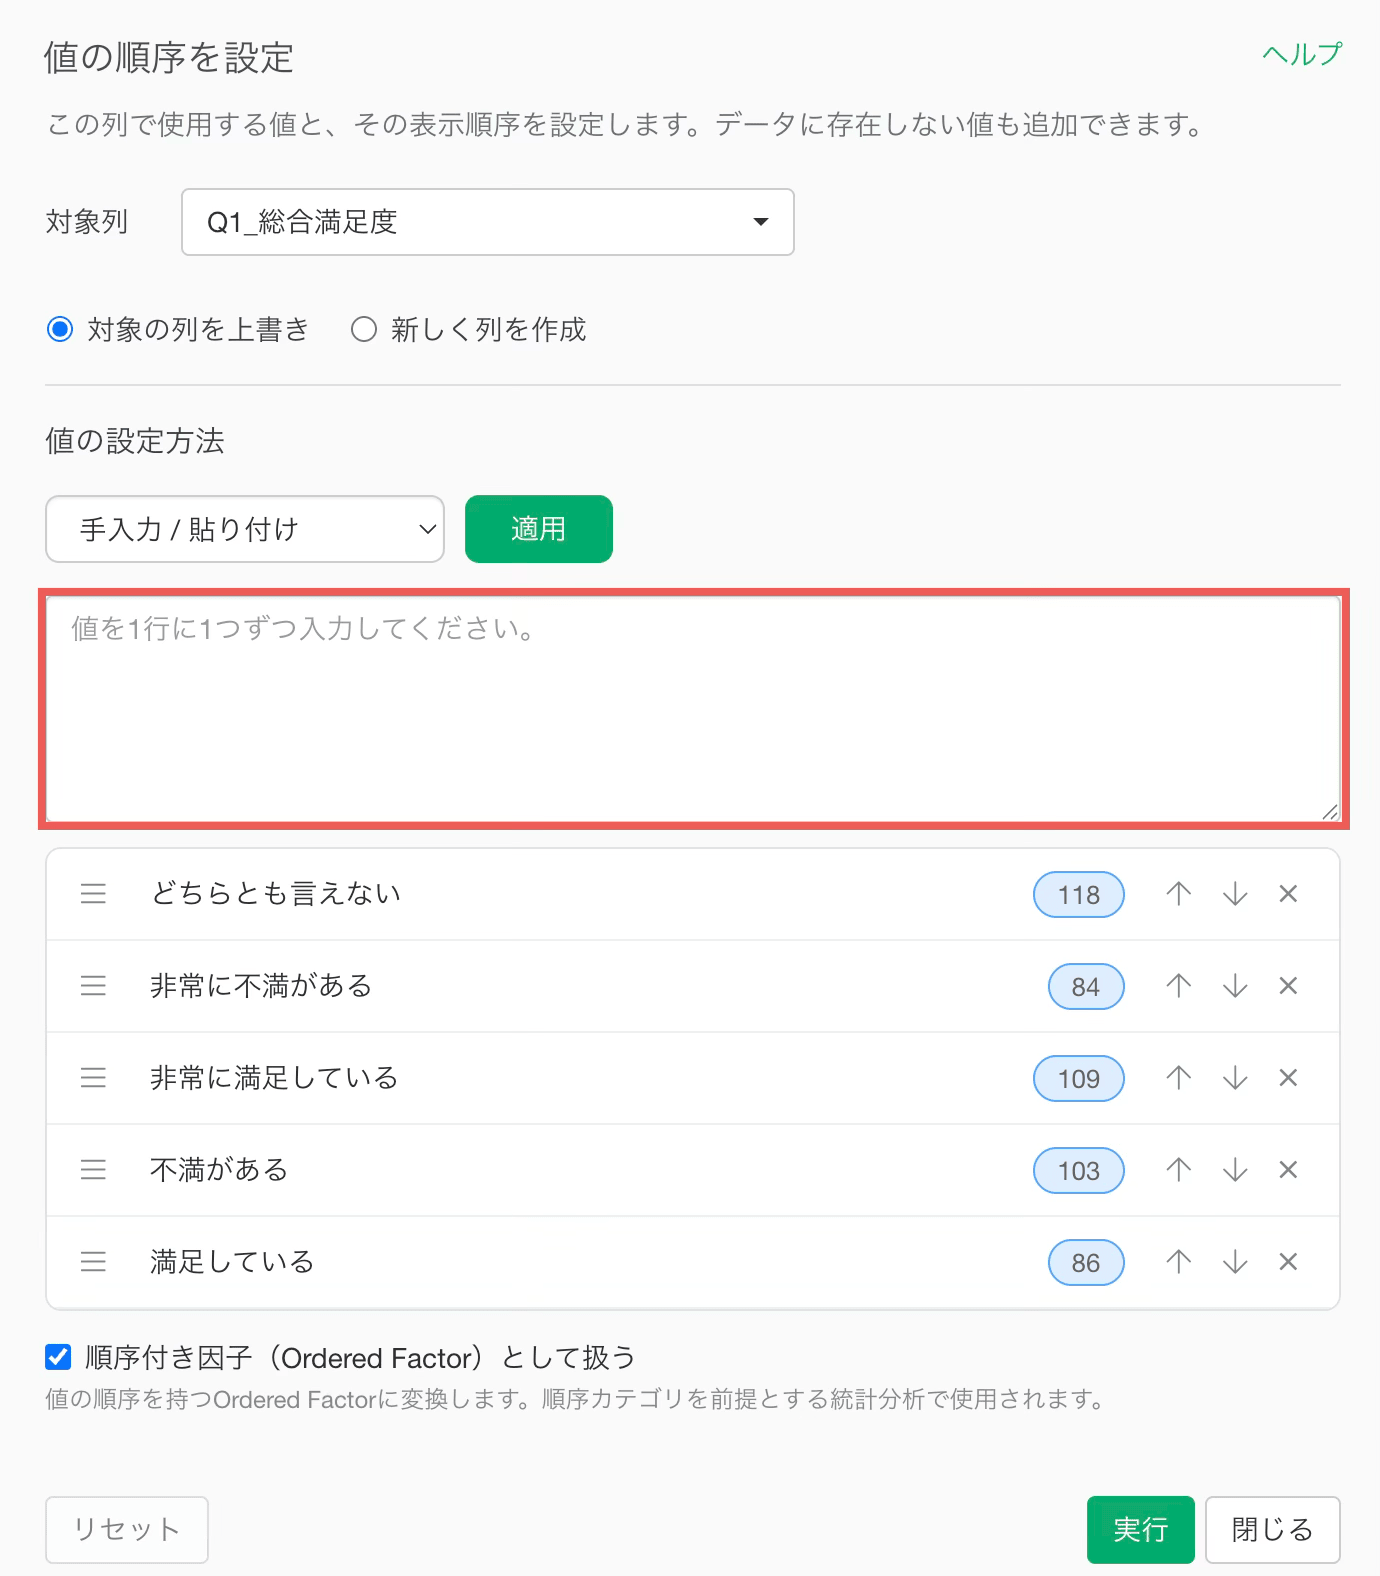 値の順序を設定
ヘルプ
この列で使用する値と、その表示順序を設定します。データに存在しない値も追加できます。
対象列
Q1_総合満足度
対象の列を上書き
新しく列を作成
値の設定方法
手入力 / 貼り付け
適用
値を1行に1つずつ入力してください。
どちらとも言えない 118
非常に不満がある 84
非常に満足している 109
不満がある 103
満足している 86
順序付き因子（Ordered Factor）として扱う
値の順序を持つOrdered Factorに変換します。順序カテゴリを前提とする統計分析で使用されます。
リセット
実行
閉じる